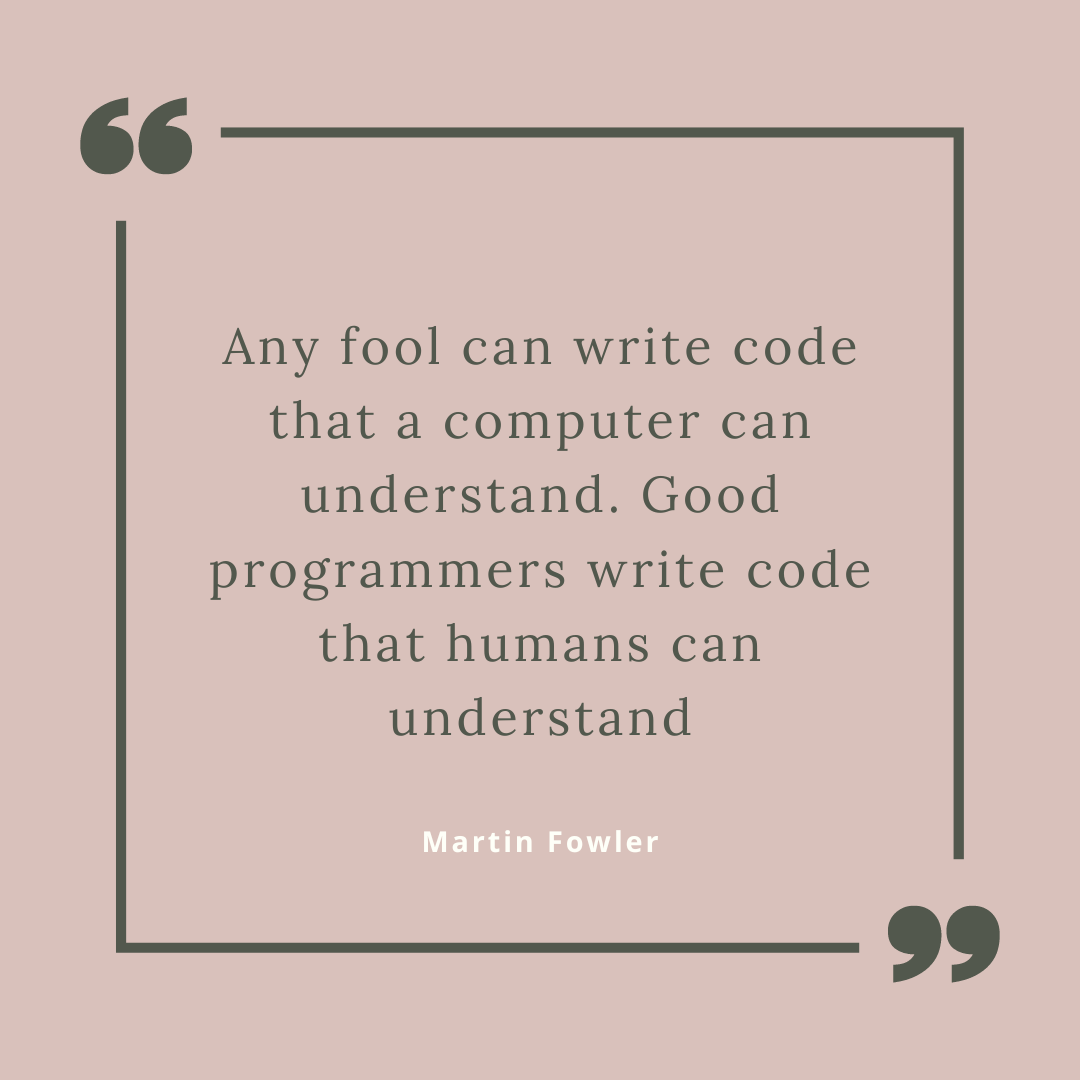 “
Any fool can write code
that a computer can
understand. Good
programmers write code
that humans can
understand
Martin Fowler
”